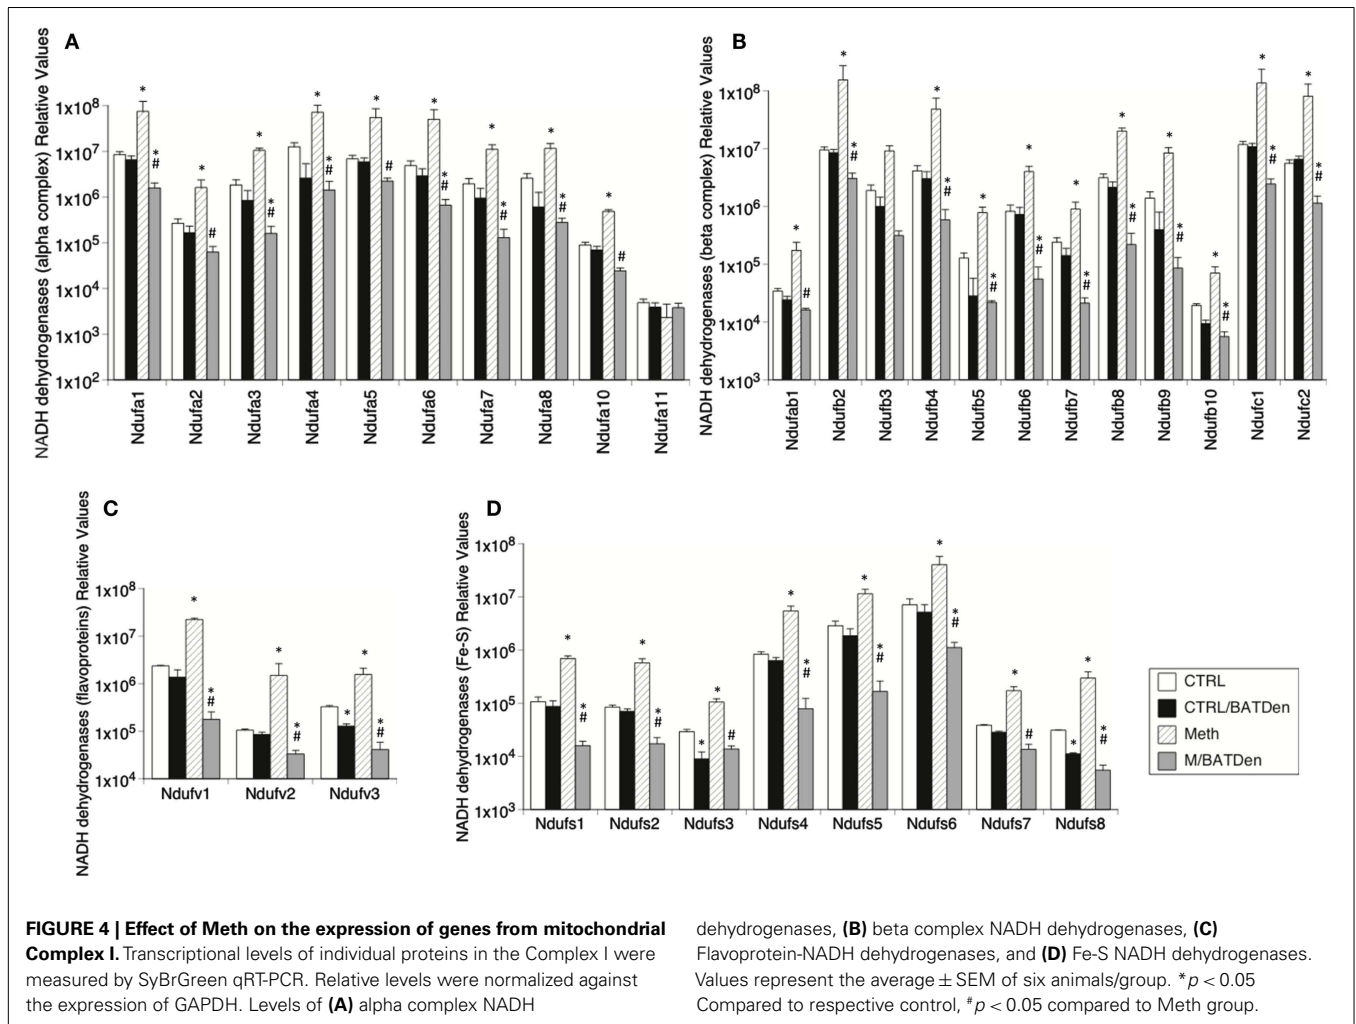 A
NADH dehydrogenases (alpha complex) Relative Values
1x10⁸
1x10⁷
1x10⁶
1x10⁵
1x10⁴
1x10³
1x10²
* * # * # * * # * * # * # * * # * * # * * # * # 
Ndufa1 Ndufa2 Ndufa3 Ndufa4 Ndufa5 Ndufa6 Ndufa7 Ndufa8 Ndufa10 Ndufa11
B
NADH dehydrogenases (beta complex) Relative Values
1x10⁸
1x10⁷
1x10⁶
1x10⁵
1x10⁴
1x10³
* # * * # * * # * * # * * # * * # * * # * * # * * # * * # * * #
Ndufab1 Ndufb2 Ndufb3 Ndufb4 Ndufb5 Ndufb6 Ndufb7 Ndufb8 Ndufb9 Ndufb10 Ndufc1 Ndufc2
C
NADH dehydrogenases (flavoproteins) Relative Values
1x10⁸
1x10⁷
1x10⁶
1x10⁵
1x10⁴
* * # * * # * * * #
Ndufv1 Ndufv2 Ndufv3
D
NADH dehydrogenases (Fe-S) Relative Values
1x10⁸
1x10⁷
1x10⁶
1x10⁵
1x10⁴
1x10³
* * # * * # * * # * * # * * # * * # * # * * * #
Ndufs1 Ndufs2 Ndufs3 Ndufs4 Ndufs5 Ndufs6 Ndufs7 Ndufs8
CTRL
CTRL/BATDen
Meth
M/BATDen
FIGURE 4 | Effect of Meth on the expression of genes from mitochondrial
Complex I. Transcriptional levels of individual proteins in the Complex I were
measured by SyBrGreen qRT-PCR. Relative levels were normalized against
the expression of GAPDH. Levels of (A) alpha complex NADH
dehydrogenases, (B) beta complex NADH dehydrogenases, (C)
Flavoprotein-NADH dehydrogenases, and (D) Fe-S NADH dehydrogenases.
Values represent the average ± SEM of six animals/group. *p < 0.05
Compared to respective control, #p < 0.05 compared to Meth group.